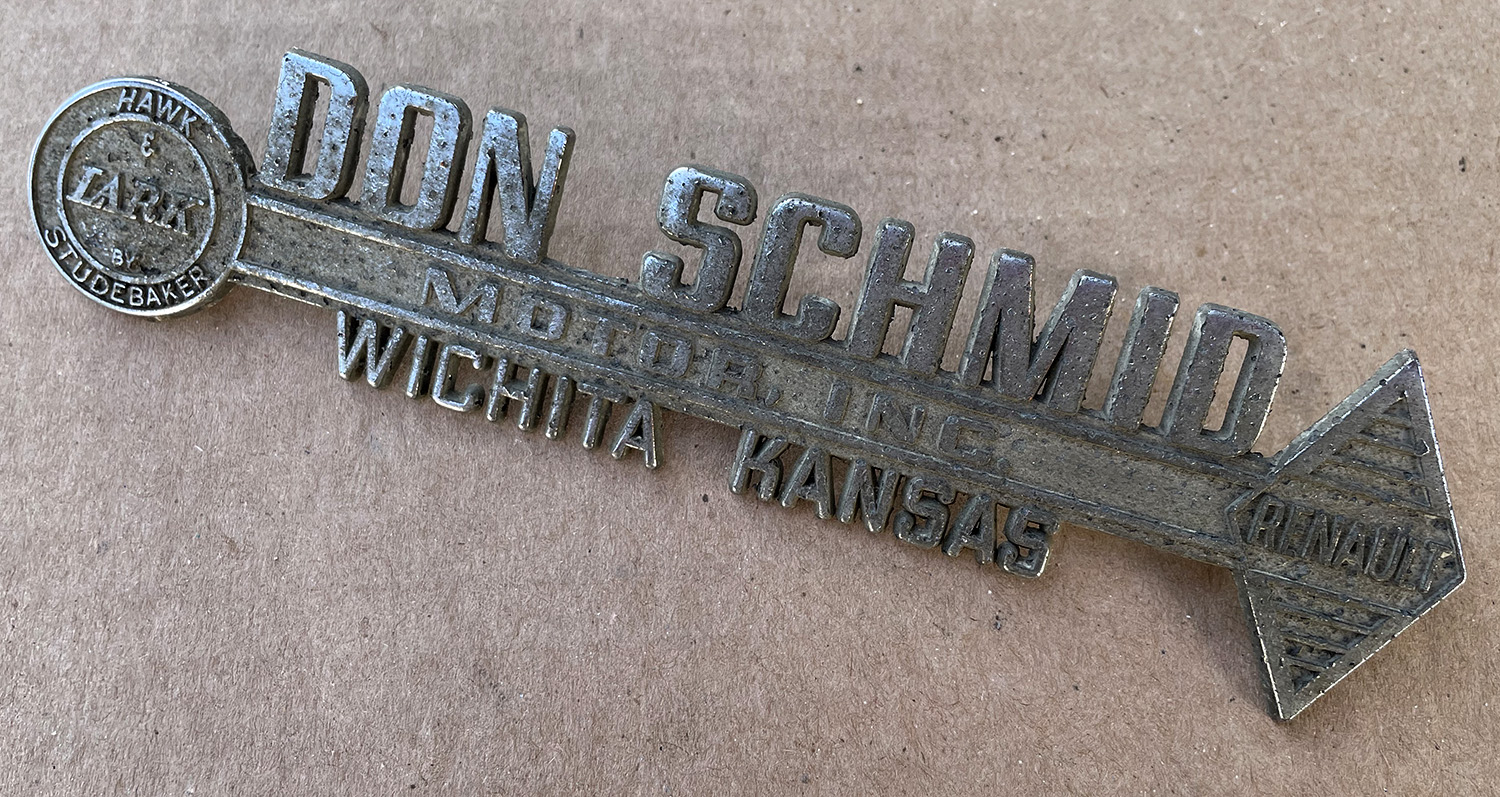 HAWK
&
LARK
BY
STUDEBAKER
DON SCHMID
MOTOR, INC.
WICHITA KANSAS
RENAULT